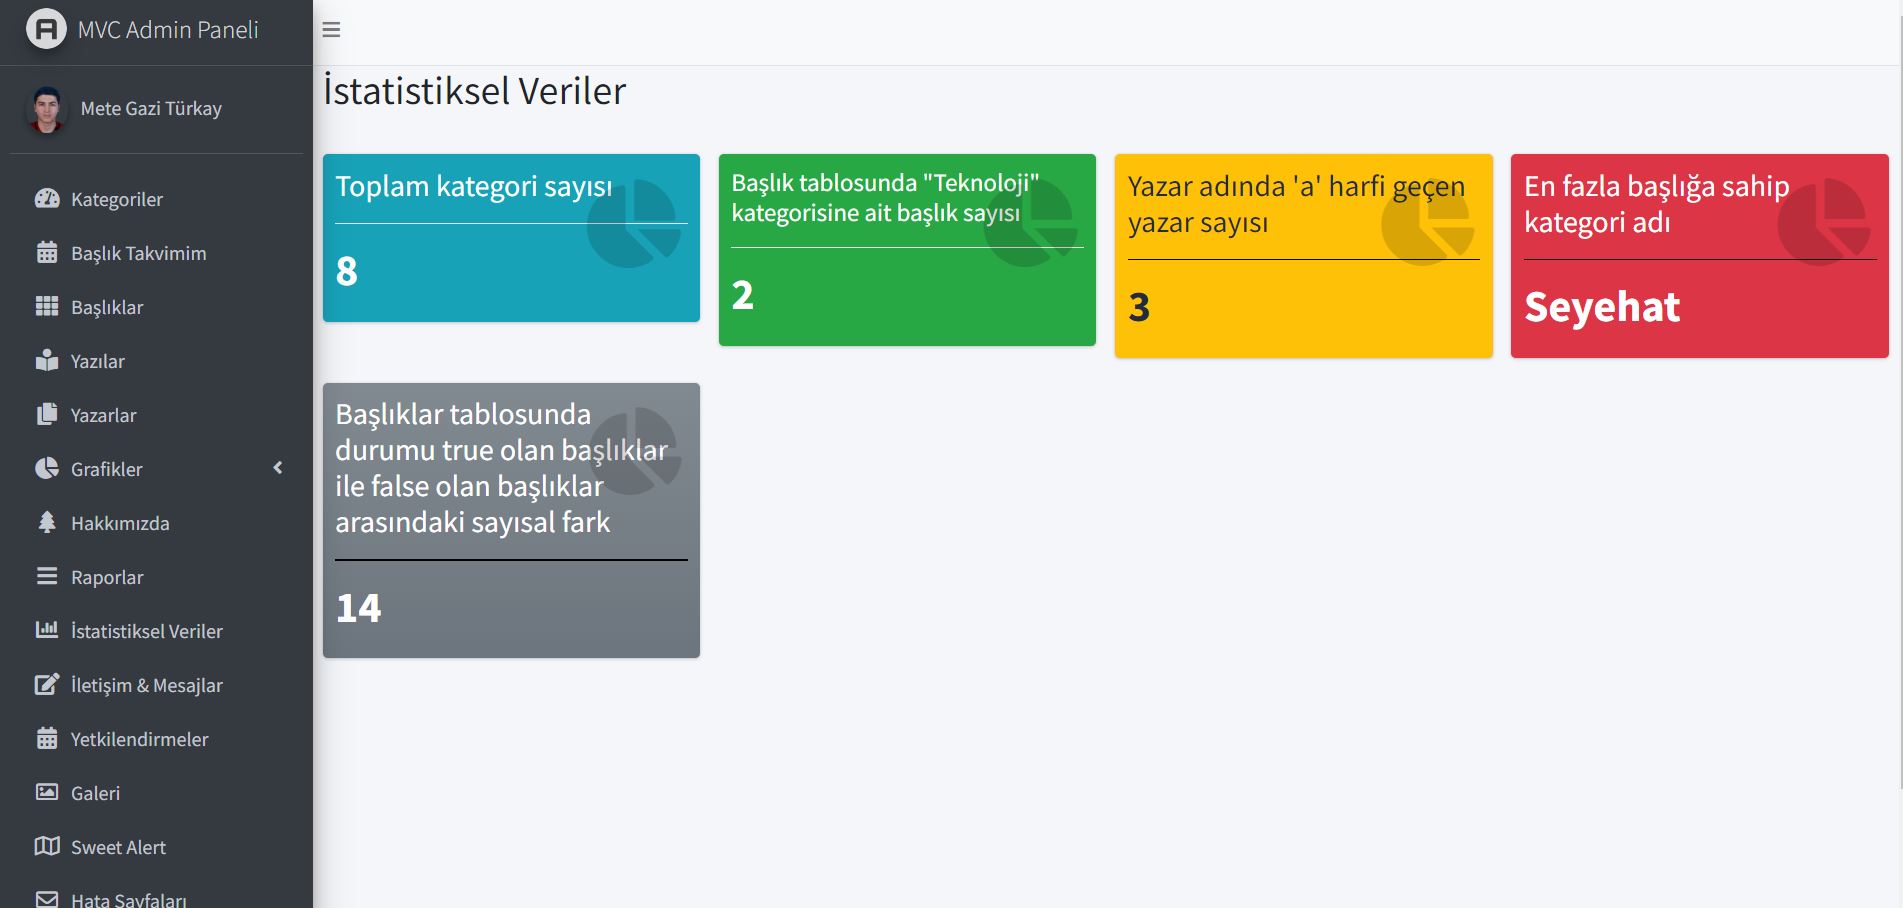 MVC Admin Paneli
Mete Gazi Türkay
Kategoriler
Başlık Takvimim
Başlıklar
Yazılar
Yazarlar
Grafikler
Hakkımızda
Raporlar
İstatistiksel Veriler
İletişim & Mesajlar
Yetkilendirmeler
Galeri
Sweet Alert
Hata Sayfaları
İstatistiksel Veriler
Toplam kategori sayısı
8
Başlık tablosunda "Teknoloji"
kategorisine ait başlık sayısı
2
Yazar adında 'a' harfi geçen
yazar sayısı
3
En fazla başlığa sahip
kategori adı
Seyehat
Başlıklar tablosunda
durumu true olan başlıklar
ile false olan başlıklar
arasındaki sayısal fark
14